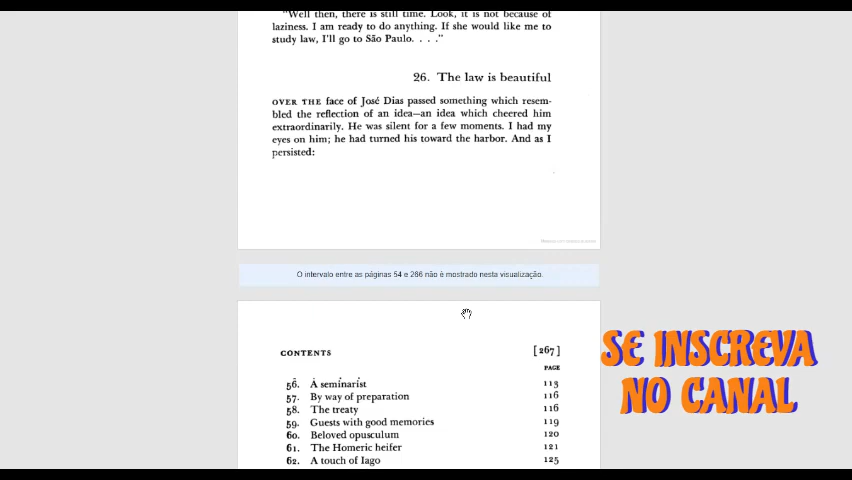 "Well then, there is still time. Look, it is not because of
laziness. I am ready to do anything. If she would like me to
study law, I'll go to São Paulo. . . ."
26. The law is beautiful
OVER THE face of José Dias passed something which resem-
bled the reflection of an idea—an idea which cheered him
extraordinarily. He was silent for a few moments. I had my
eyes on him; he had turned his toward the harbor. And as I
persisted:
O intervalo entre as páginas 54 e 266 não é mostrado nesta visualização.
CONTENTS [267]
PAGE
56. A seminarist 113
57. By way of preparation 116
58. The treaty 116
59. Guests with good memories 119
60. Beloved opusculum 120
61. The Homeric heifer 121
62. A touch of Iago 125
SE INSCREVA
NO CANAL